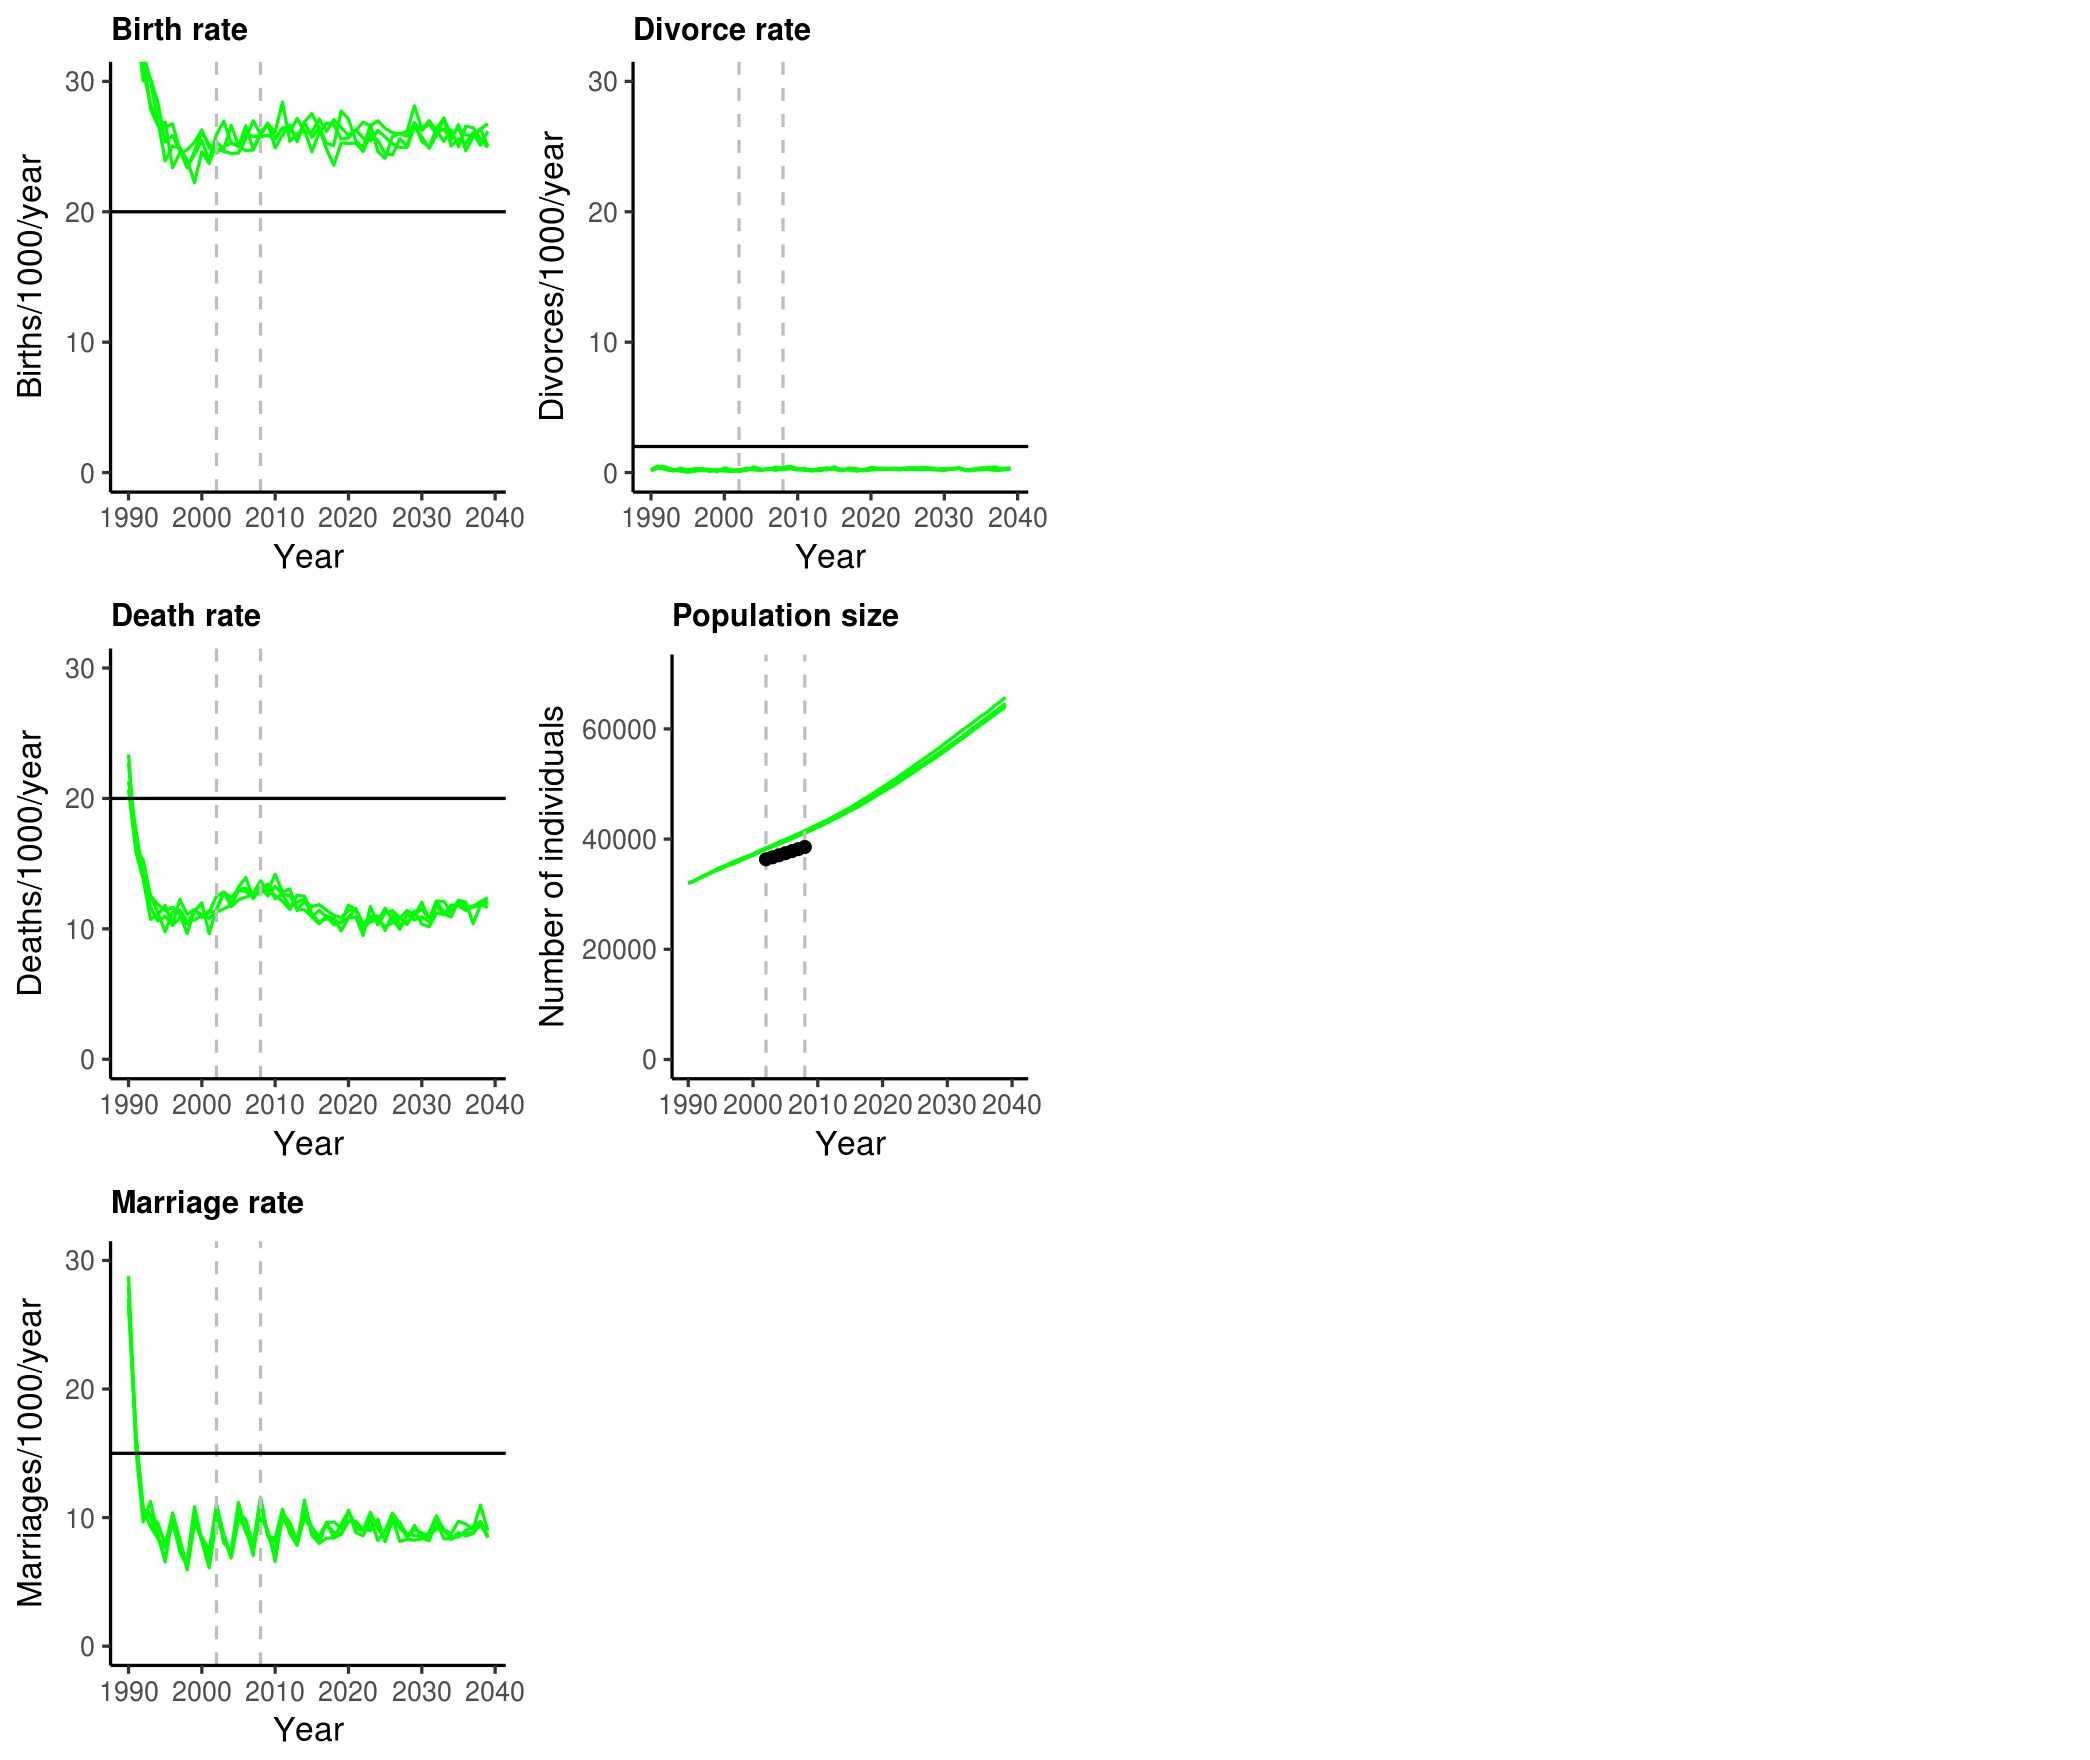 Birth rate
Births/1000/year
30
20
10
0
1990 2000 2010 2020 2030 2040
Year
Divorce rate
Divorces/1000/year
30
20
10
0
1990 2000 2010 2020 2030 2040
Year
Death rate
Deaths/1000/year
30
20
10
0
1990 2000 2010 2020 2030 2040
Year
Population size
Number of individuals
60000
40000
20000
0
1990 2000 2010 2020 2030 2040
Year
Marriage rate
Marriages/1000/year
30
20
10
0
1990 2000 2010 2020 2030 2040
Year